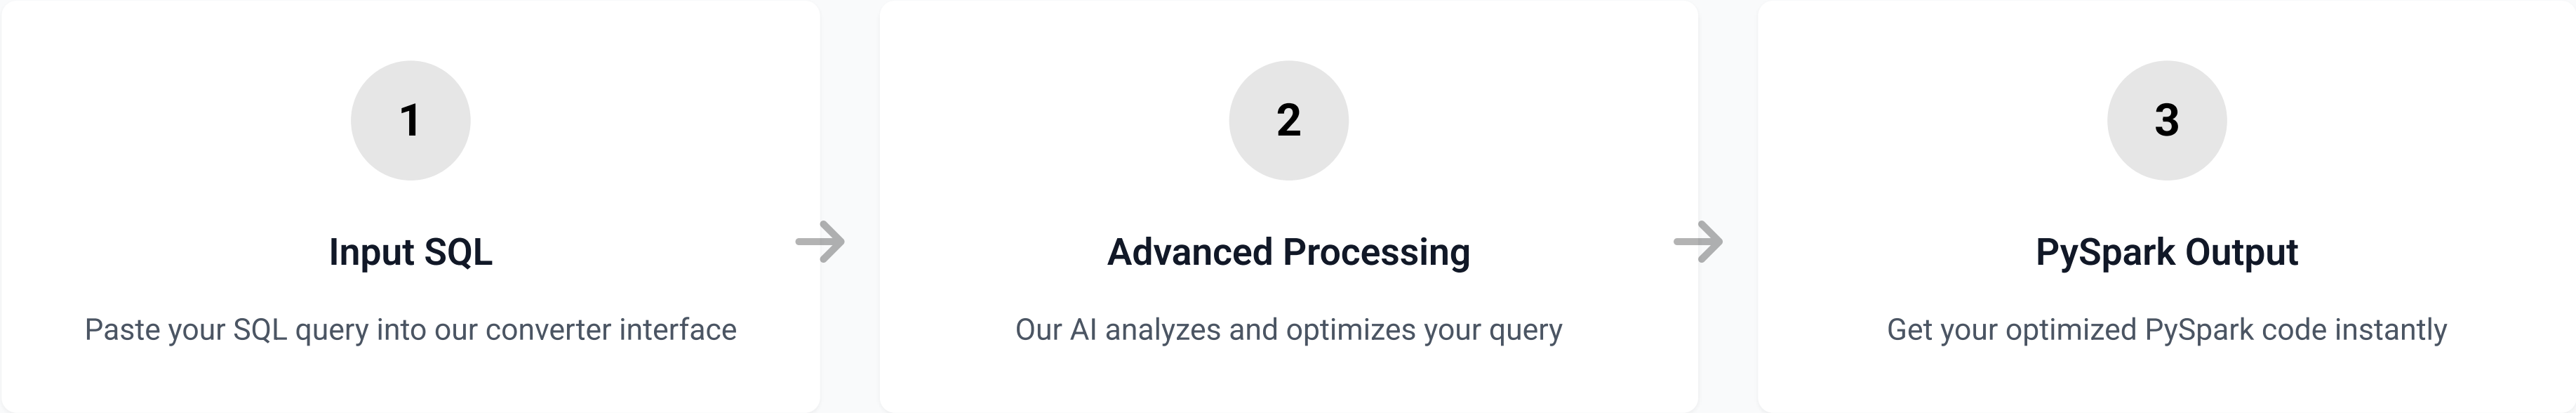 1
Input SQL
Paste your SQL query into our converter interface
2
Advanced Processing
Our AI analyzes and optimizes your query
3
PySpark Output
Get your optimized PySpark code instantly